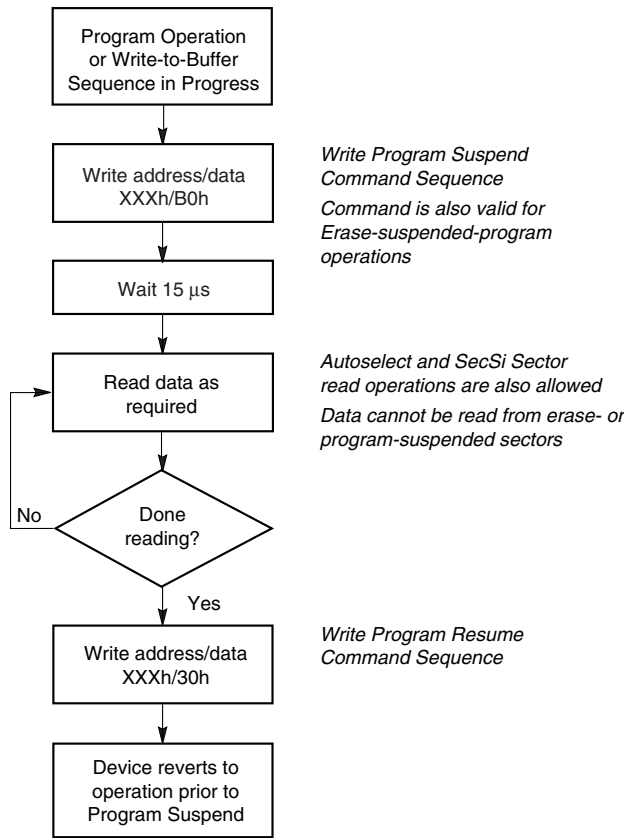 Program Operation
or Write-to-Buffer
Sequence in Progress
Write address/data
XXXh/B0h
Write Program Suspend
Command Sequence
Command is also valid for
Erase-suspended-program
operations
Wait 15 μs
Read data as
required
Autoselect and SecSi Sector
read operations are also allowed
Data cannot be read from erase- or
program-suspended sectors
No
Done
reading?
Yes
Write address/data
XXXh/30h
Write Program Resume
Command Sequence
Device reverts to
operation prior to
Program Suspend